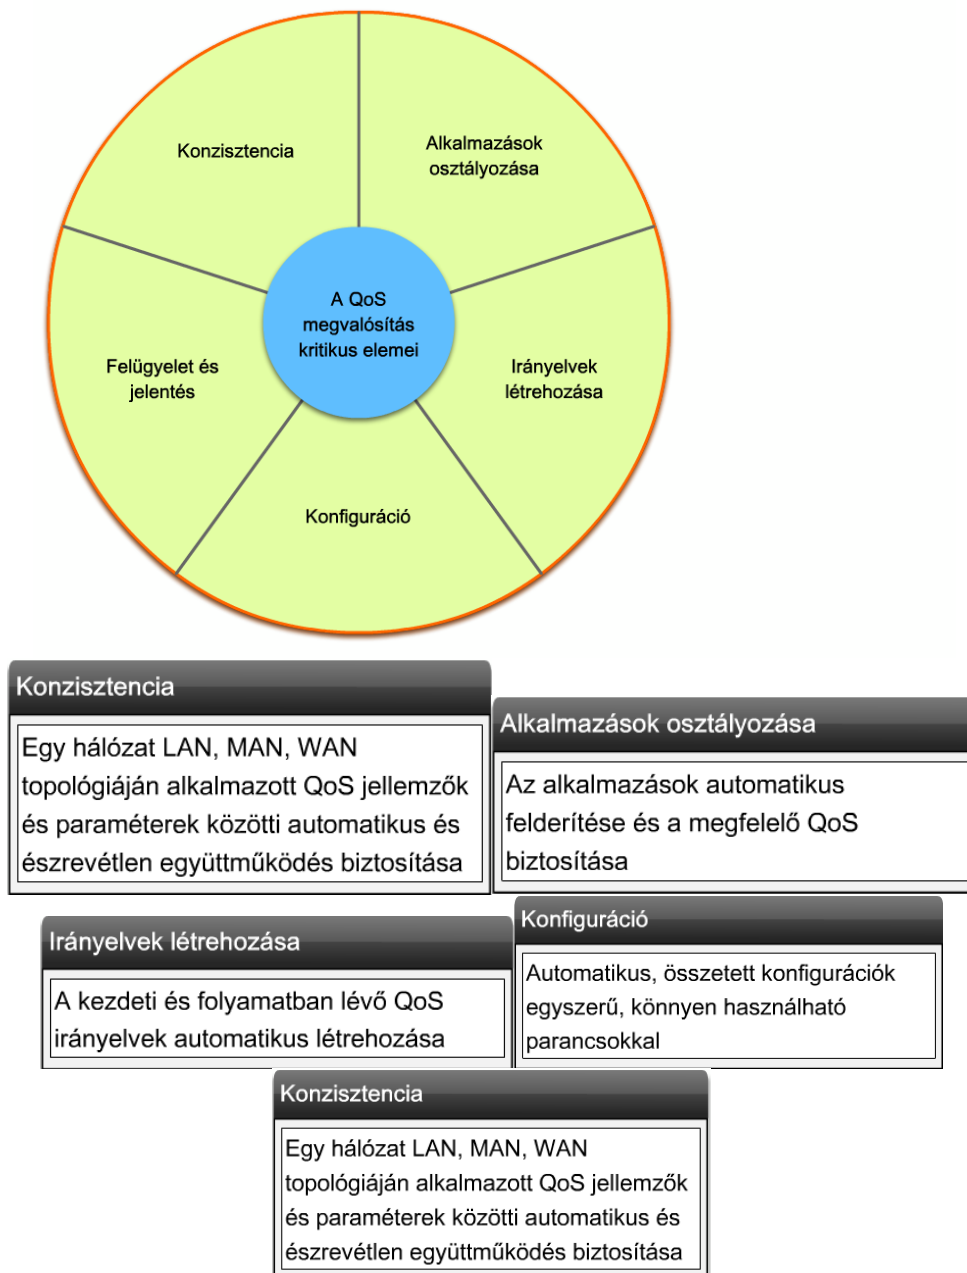 Konzisztencia
Alkalmazások
osztályozása
A QoS
megvalósítás
kritikus elemei
Felügyelet és
jelentés
Irányelvek
létrehozása
Konfiguráció
Konzisztencia
Egy hálózat LAN, MAN, WAN
topológiáján alkalmazott QoS jellemzők
és paraméterek közötti automatikus és
észrevétlen együttműködés biztosítása
Alkalmazások osztályozása
Az alkalmazások automatikus
felderítése és a megfelelő QoS
biztosítása
Irányelvek létrehozása
A kezdeti és folyamatban lévő QoS
irányelvek automatikus létrehozása
Konfiguráció
Automatikus, összetett konfigurációk
egyszerű, könnyen használható
parancsokkal
Konzisztencia
Egy hálózat LAN, MAN, WAN
topológiáján alkalmazott QoS jellemzők
és paraméterek közötti automatikus és
észrevétlen együttműködés biztosítása